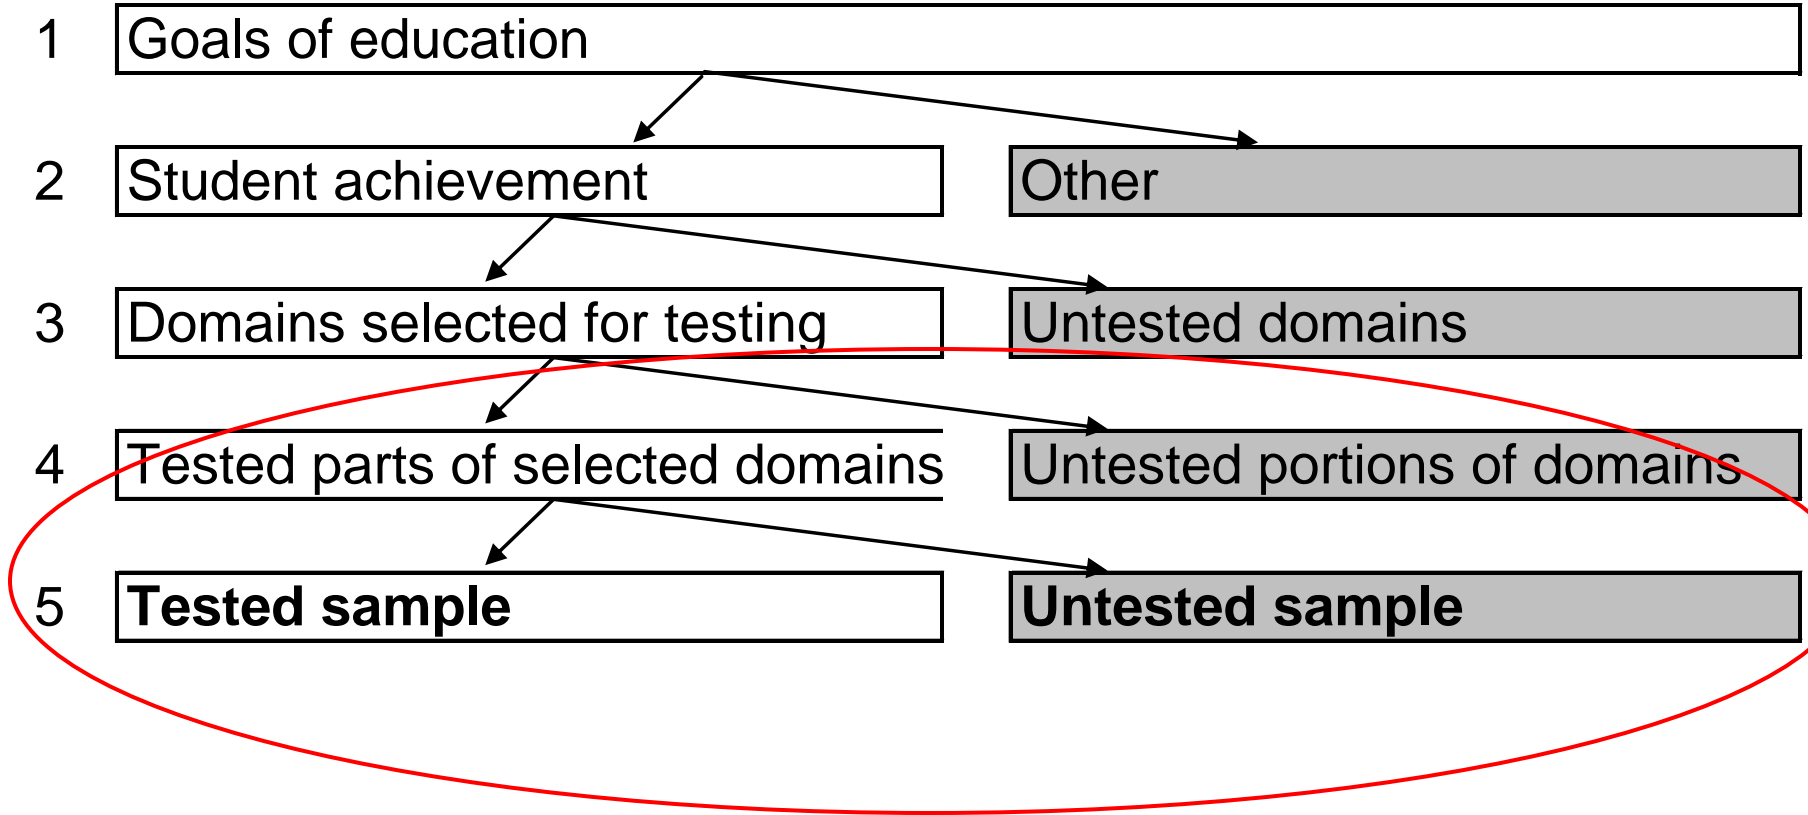 1 Goals of education
2 Student achievement Other
3 Domains selected for testing Untested domains
4 Tested parts of selected domains Untested portions of domains
5 Tested sample Untested sample